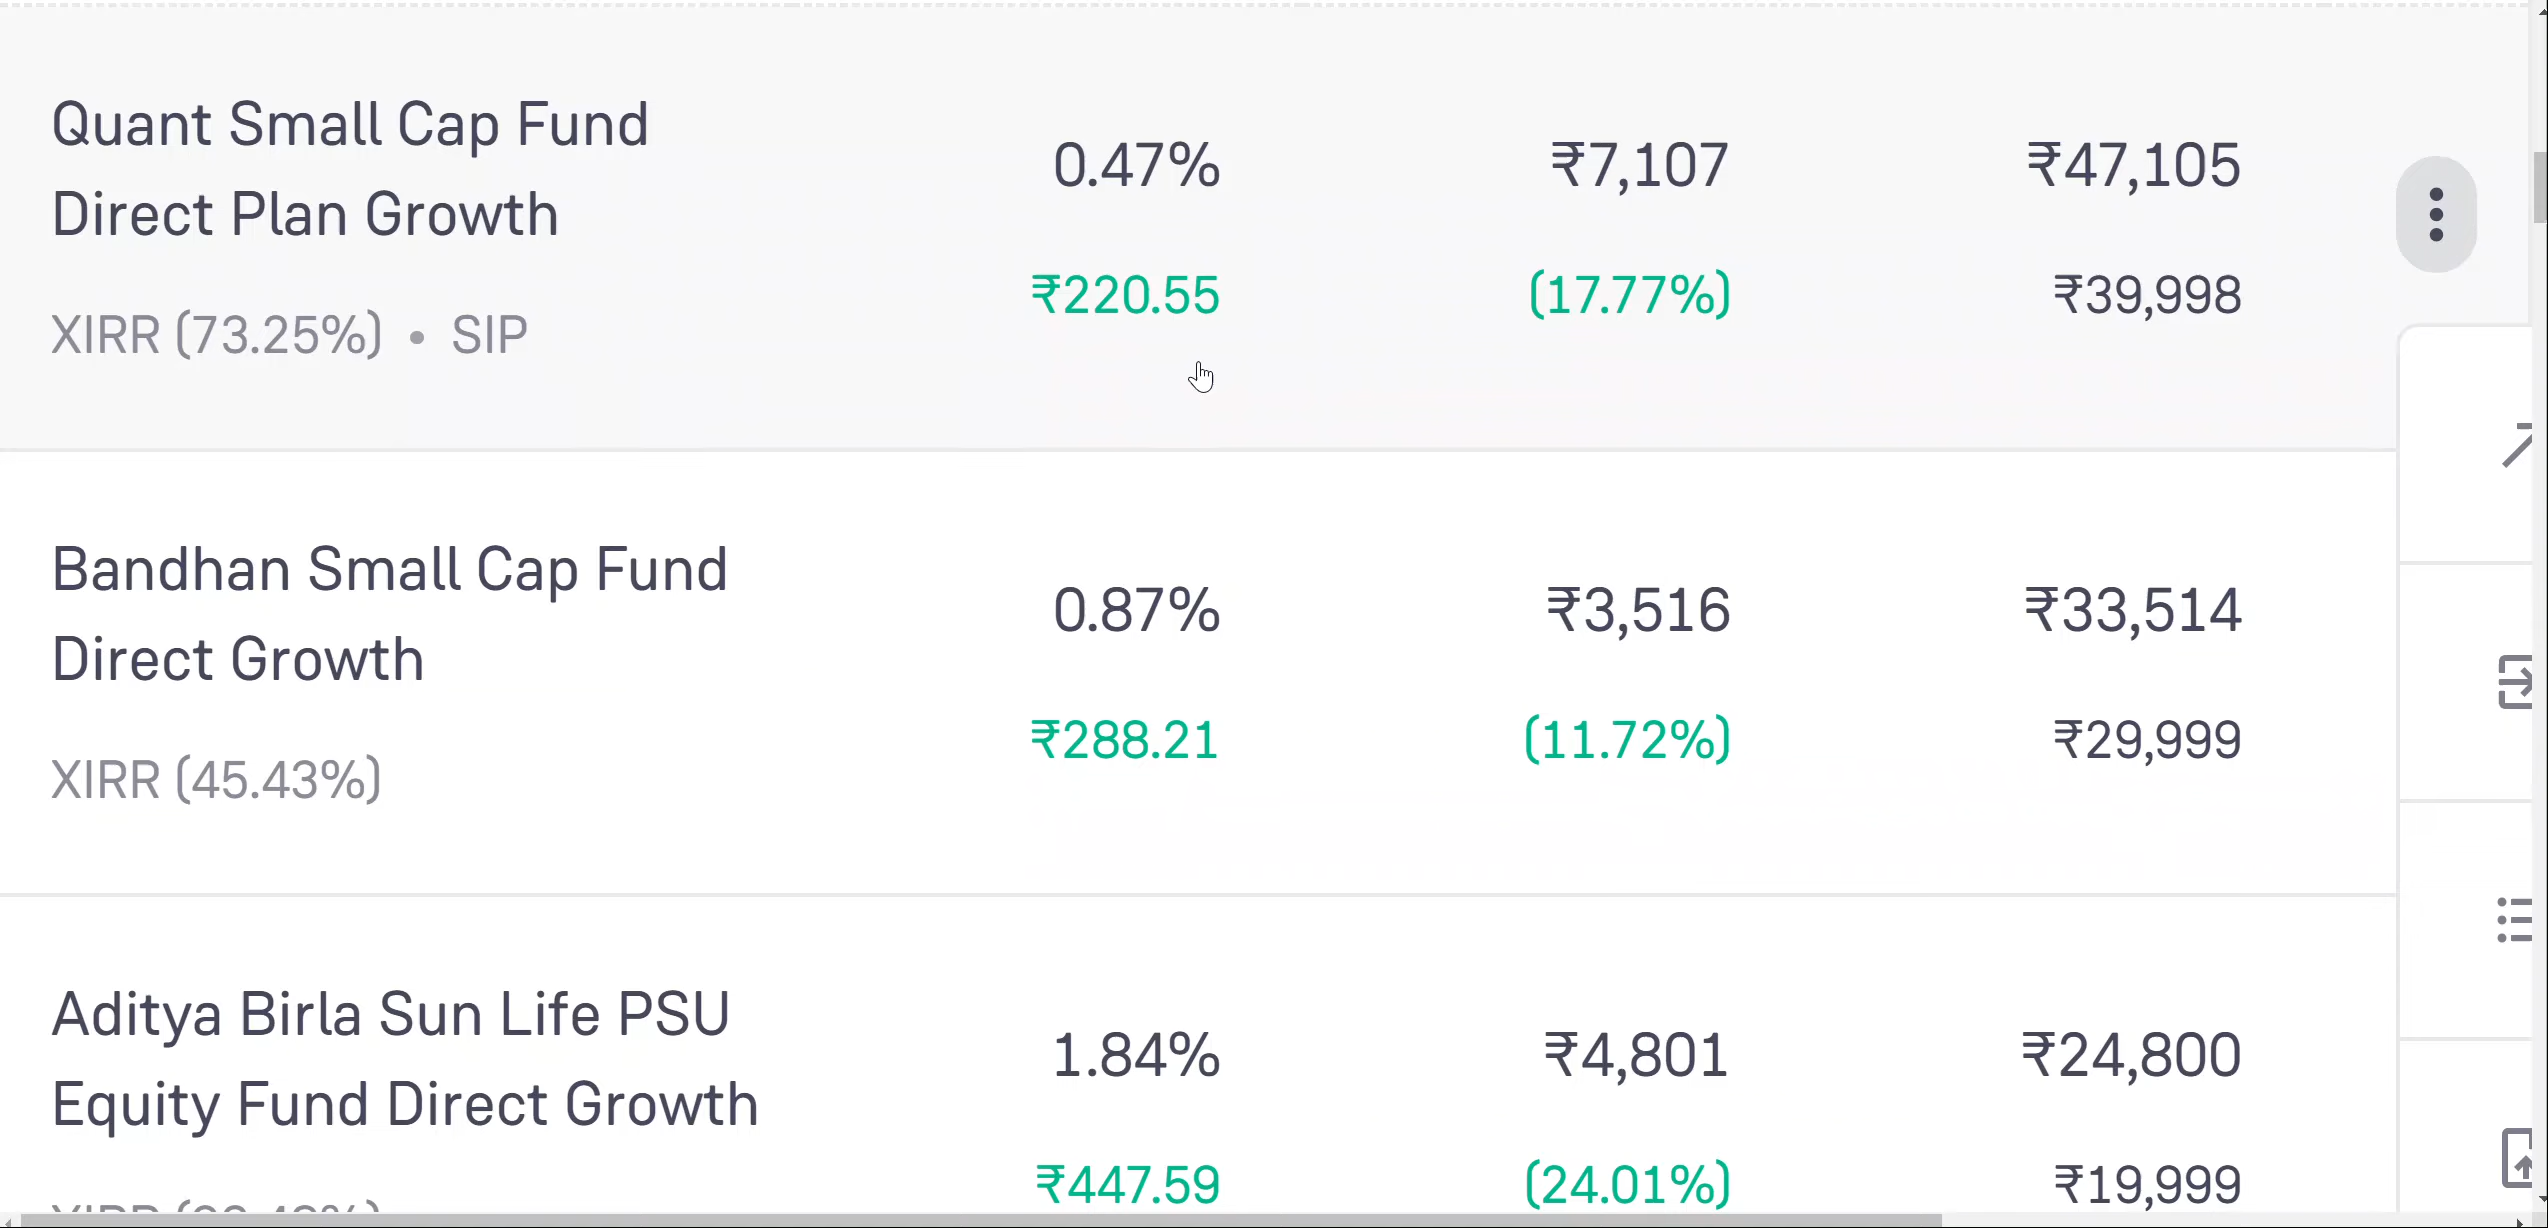 Quant Small Cap Fund
Direct Plan Growth
XIRR (73.25%) • SIP
0.47%
₹220.55
₹7,107
(17.77%)
₹47,105
₹39,998
Bandhan Small Cap Fund
Direct Growth
XIRR (45.43%)
0.87%
₹288.21
₹3,516
(11.72%)
₹33,514
₹29,999
Aditya Birla Sun Life PSU
Equity Fund Direct Growth
XIRR
1.84%
₹447.59
₹4,801
(24.01%)
₹24,800
₹19,999